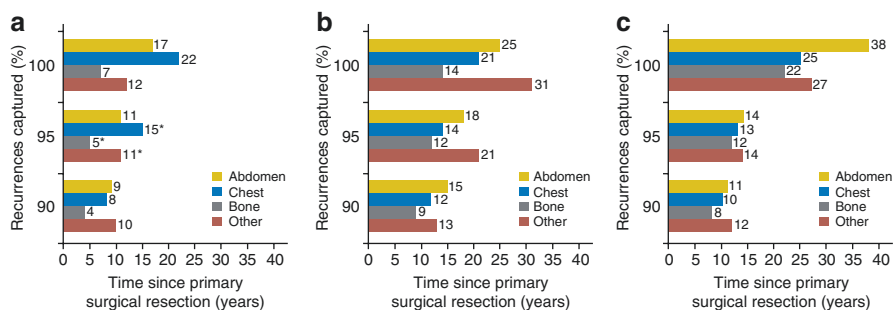 a
Recurrences captured (%)
100
95
90
17
22
7
12
11
15*
5*
11*
9
8
4
10
Abdomen
Chest
Bone
Other
0 5 10 15 20 25 30 35 40
Time since primary
surgical resection (years)
b
Recurrences captured (%)
100
95
90
25
21
14
31
18
14
12
21
15
12
9
13
Abdomen
Chest
Bone
Other
0 5 10 15 20 25 30 35 40
Time since primary
surgical resection (years)
c
Recurrences captured (%)
100
95
90
38
25
22
27
14
13
12
14
11
10
8
12
Abdomen
Chest
Bone
Other
0 5 10 15 20 25 30 35 40
Time since primary
surgical resection (years)